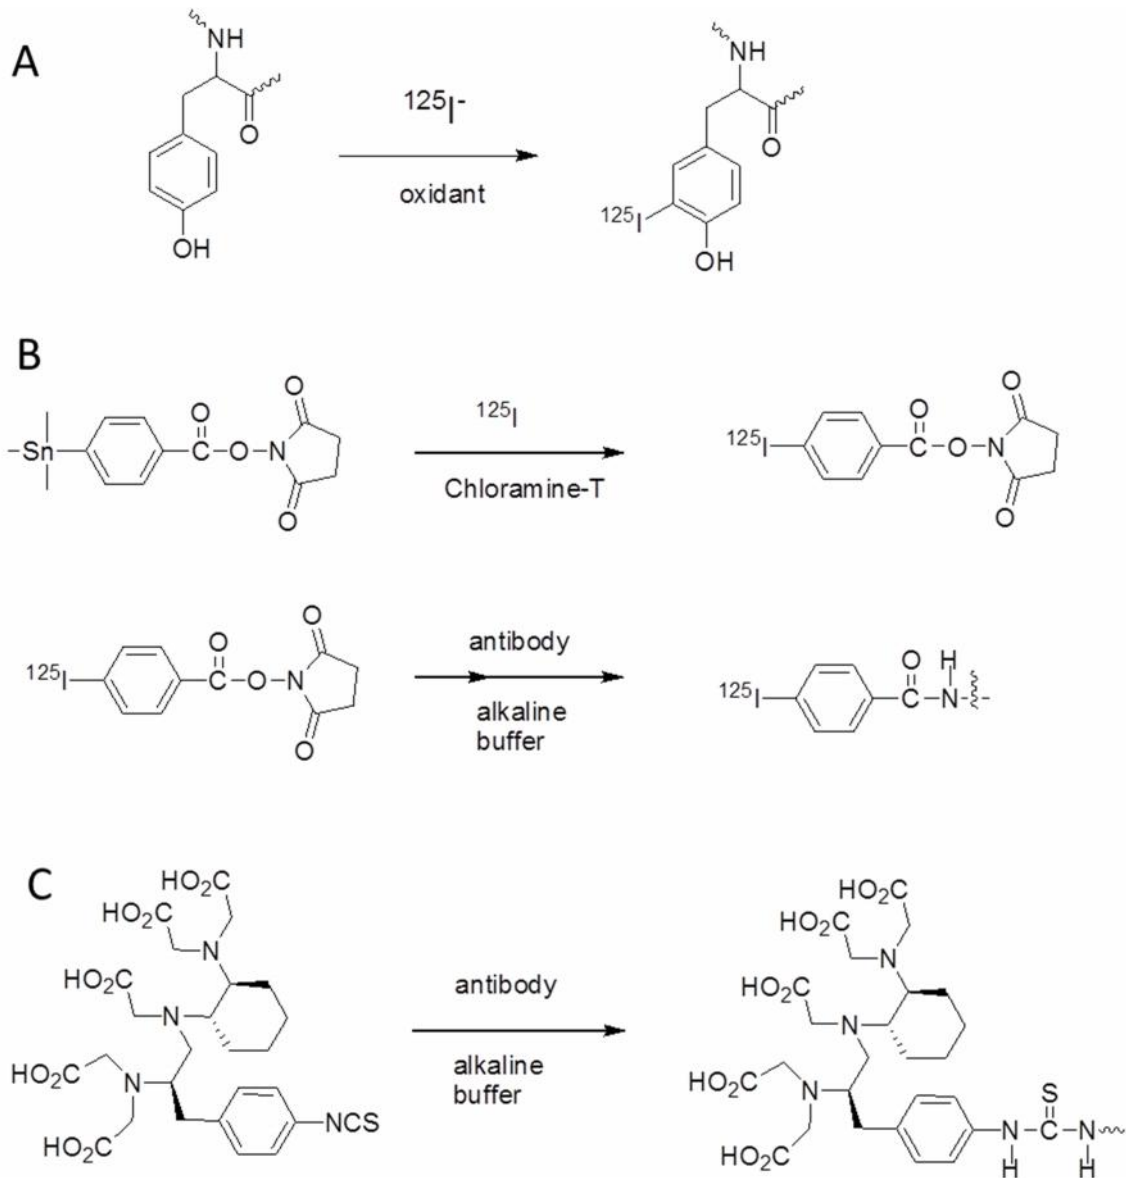 A
NH
O
OH
¹²⁵I⁻
oxidant
NH
O
¹²⁵I
OH
B
Sn
O
C
O
N
O
O
¹²⁵I
Chloramine-T
¹²⁵I
O
C
O
N
O
O
¹²⁵I
O
C
O
N
O
O
antibody
alkaline
buffer
¹²⁵I
O
C
H
N
C
HO₂C
HO₂C
N
HO₂C
N
HO₂C
N
HO₂C
NCS
antibody
alkaline
buffer
HO₂C
HO₂C
N
HO₂C
N
HO₂C
N
HO₂C
S
N
C
N
H
H